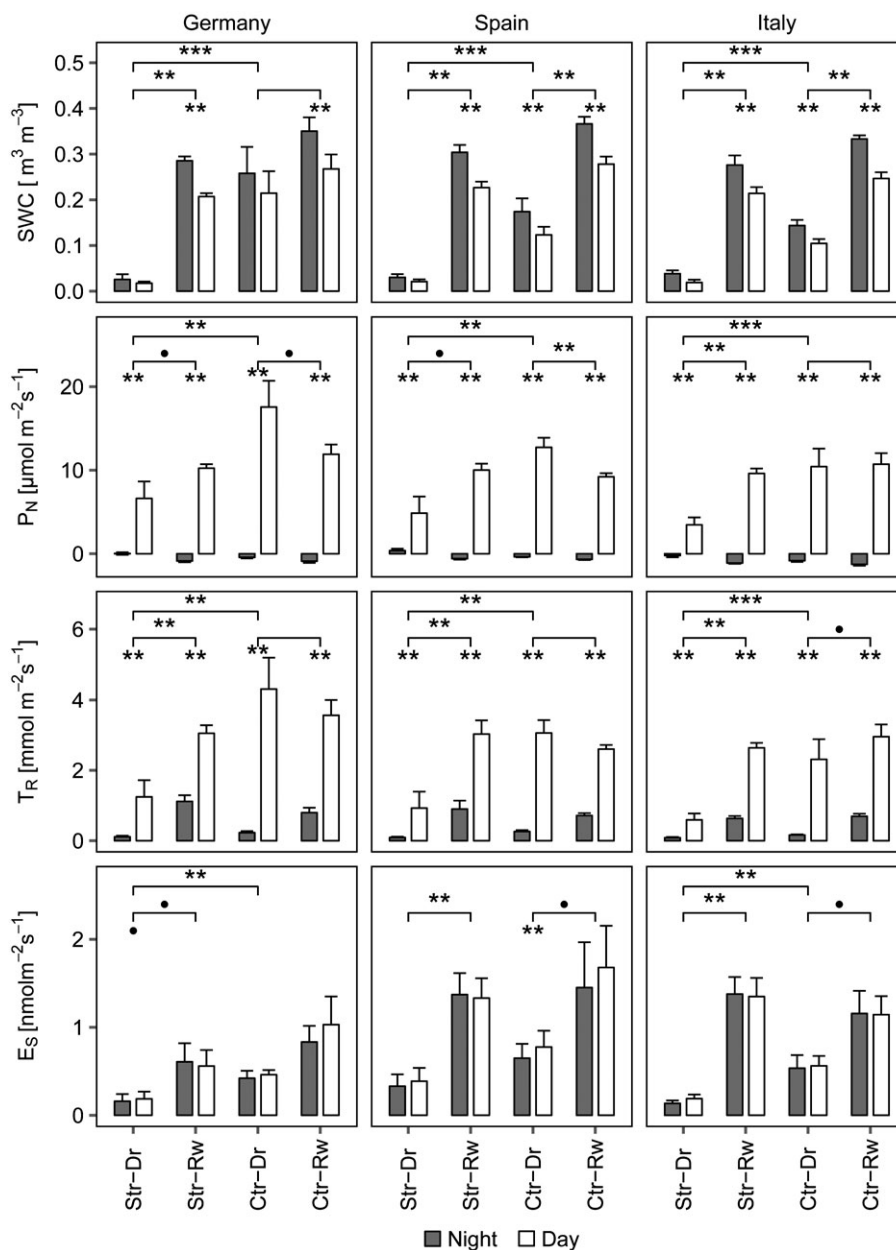 Germany Spain Italy
SWC [ m³ m⁻³]
0.5
0.4
0.3
0.2
0.1
0.0
*** *** ***
** ** ** ** **
** ** ** ** ** ** ** **
P_N [µmol m⁻²s⁻¹]
20
10
0
** ** ***
• • • ** **
** ** ** ** ** ** ** ** ** ** ** **
T_R [mmol m⁻²s⁻¹]
6
4
2
0
** ** ***
** ** ** •
** ** ** ** ** ** ** ** ** ** ** **
E_S [nmolm⁻²s⁻¹]
2
1
0
** **
• ** • ** •
• **
Str−Dr Str−Rw Ctr−Dr Ctr−Rw Str−Dr Str−Rw Ctr−Dr Ctr−Rw Str−Dr Str−Rw Ctr−Dr Ctr−Rw
Night Day